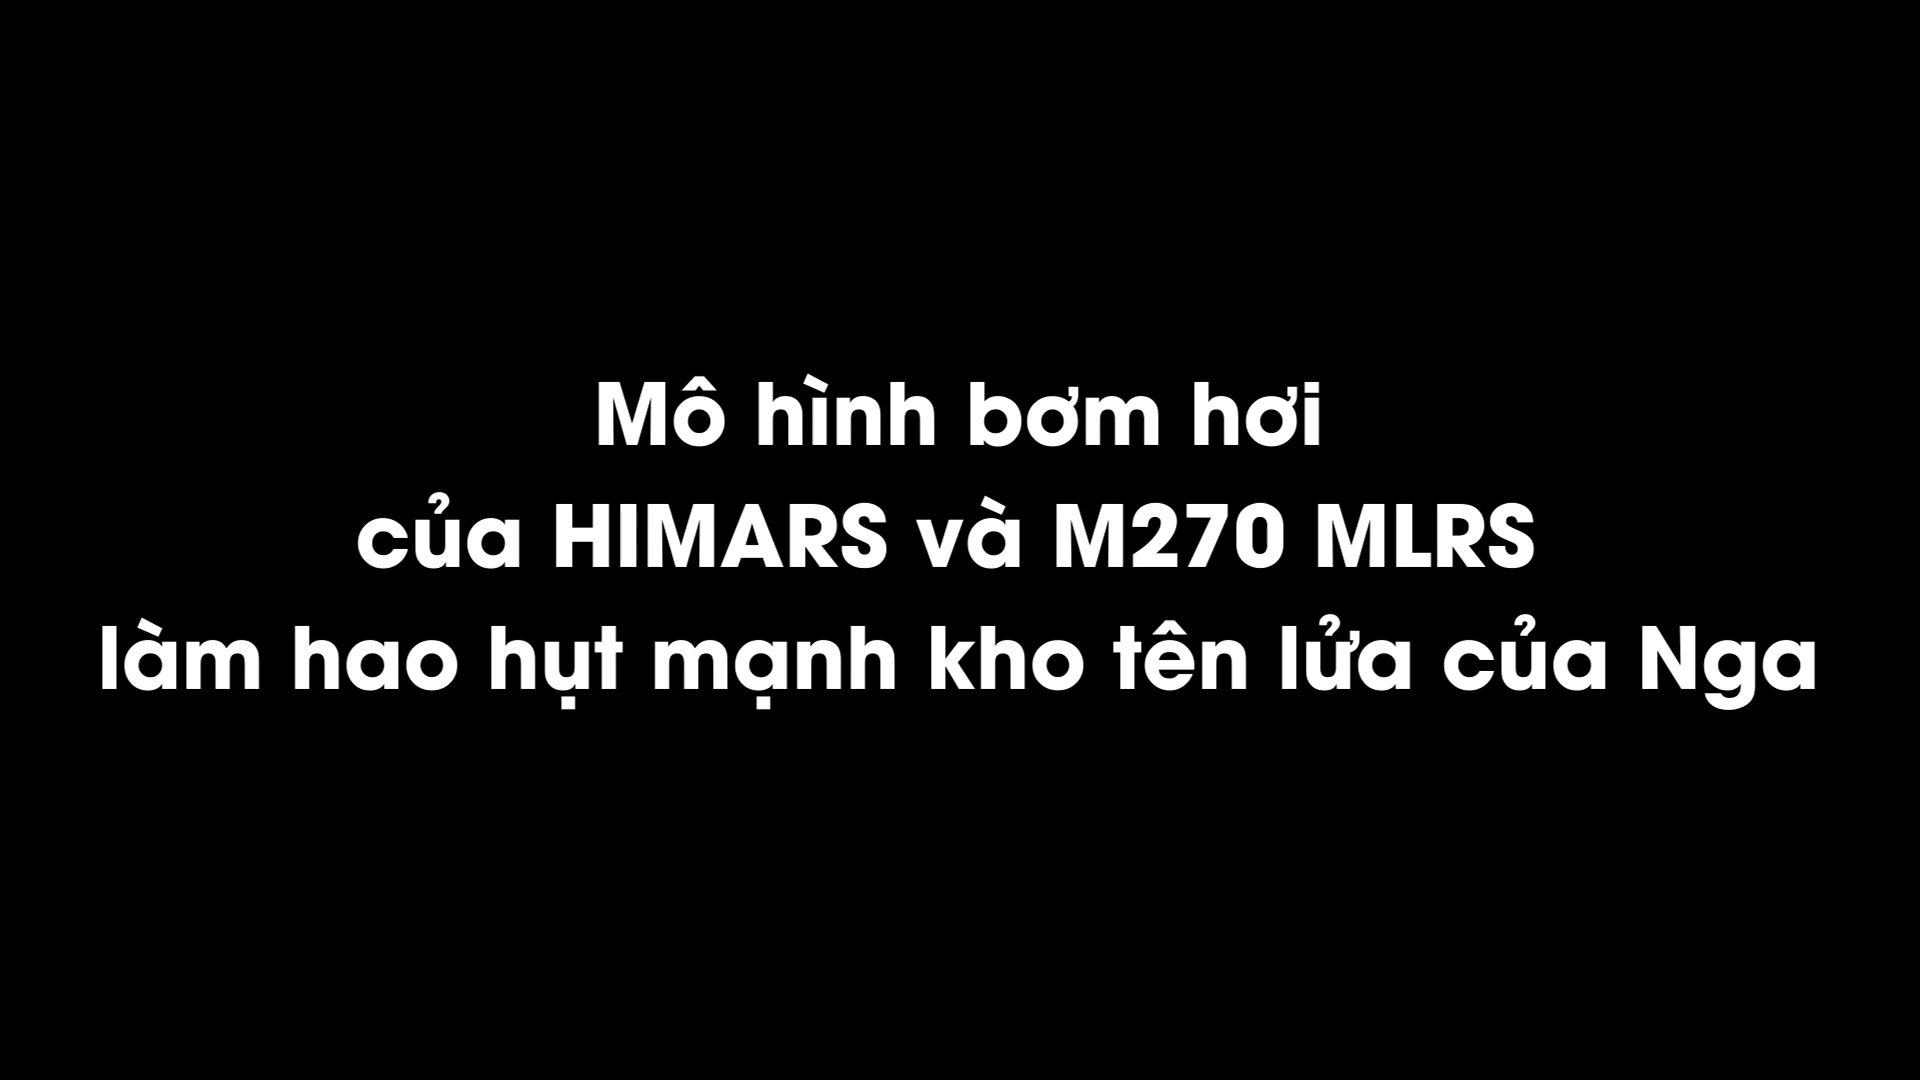 Mô hình bơm hơi
của HIMARS và M270 MLRS
làm hao hụt mạnh kho tên lửa của Nga